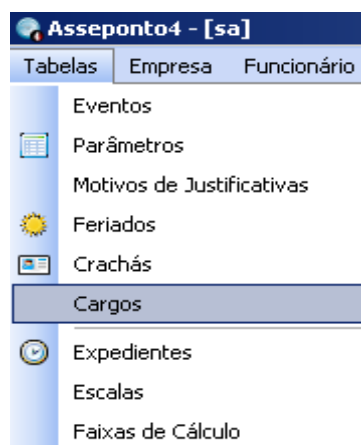 Asseponto4 - [sa]
Tabelas Empresa Funcionário
Eventos
Parâmetros
Motivos de Justificativas
Feriados
Crachás
Cargos
Expedientes
Escalas
Faixas de Cálculo